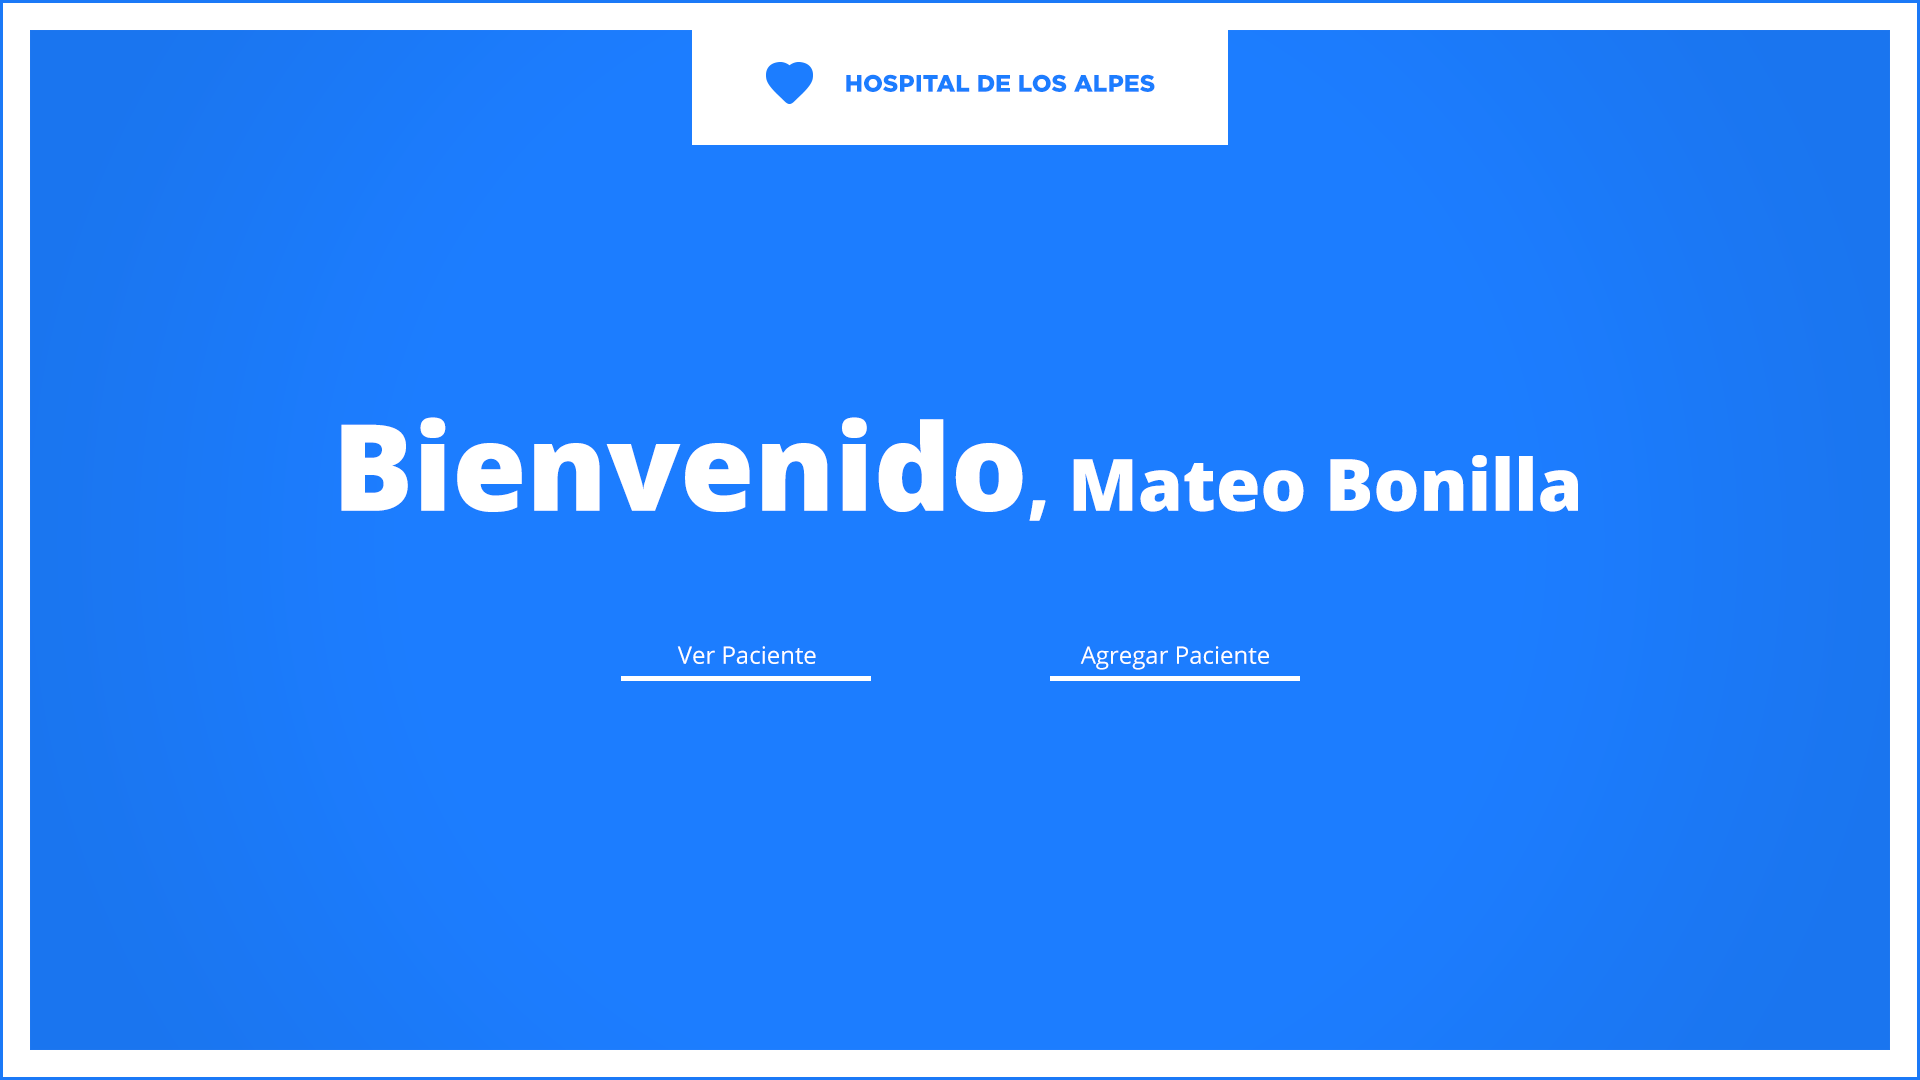 HOSPITAL DE LOS ALPES
Bienvenido, Mateo Bonilla
Ver Paciente
Agregar Paciente